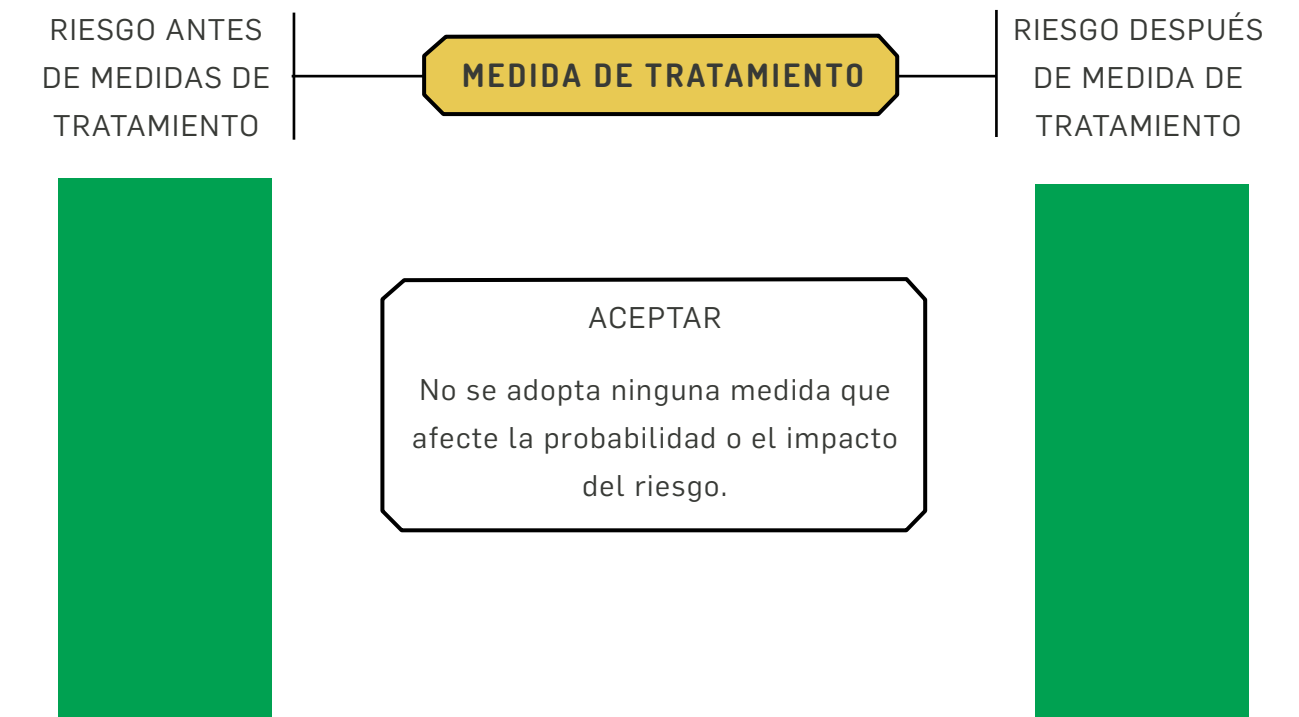 RIESGO ANTES
DE MEDIDAS DE
TRATAMIENTO
MEDIDA DE TRATAMIENTO
RIESGO DESPUÉS
DE MEDIDA DE
TRATAMIENTO
ACEPTAR
No se adopta ninguna medida que
afecte la probabilidad o el impacto
del riesgo.